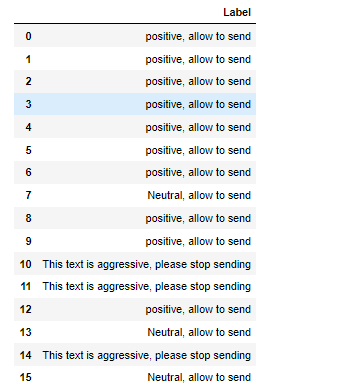 Label
0 positive, allow to send
1 positive, allow to send
2 positive, allow to send
3 positive, allow to send
4 positive, allow to send
5 positive, allow to send
6 positive, allow to send
7 Neutral, allow to send
8 positive, allow to send
9 positive, allow to send
10 This text is aggressive, please stop sending
11 This text is aggressive, please stop sending
12 positive, allow to send
13 Neutral, allow to send
14 This text is aggressive, please stop sending
15 Neutral, allow to send